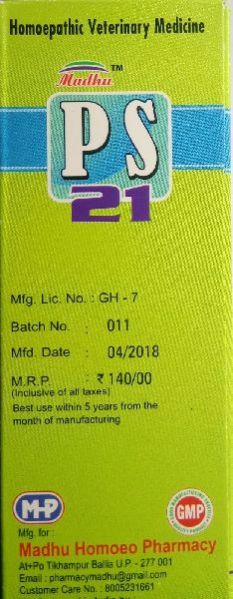 Homoepathic Veterinary Medicine
Madhu TM
PS
21
Mfg. Lic. No. : GH - 7
Batch No. : 011
Mfd. Date : 04/2018
M.R.P. : ₹ 140/00
(Inclusive of all taxes)
Best use within 5 years from the
month of manufacturing
MHP
GMP
Mfg. for :
Madhu Homoeo Pharmacy
At+Po Tikhampur Ballia U.P. - 277 001
Email : pharmacymadhu@gmail.com
Customer Care No. : 8005231661